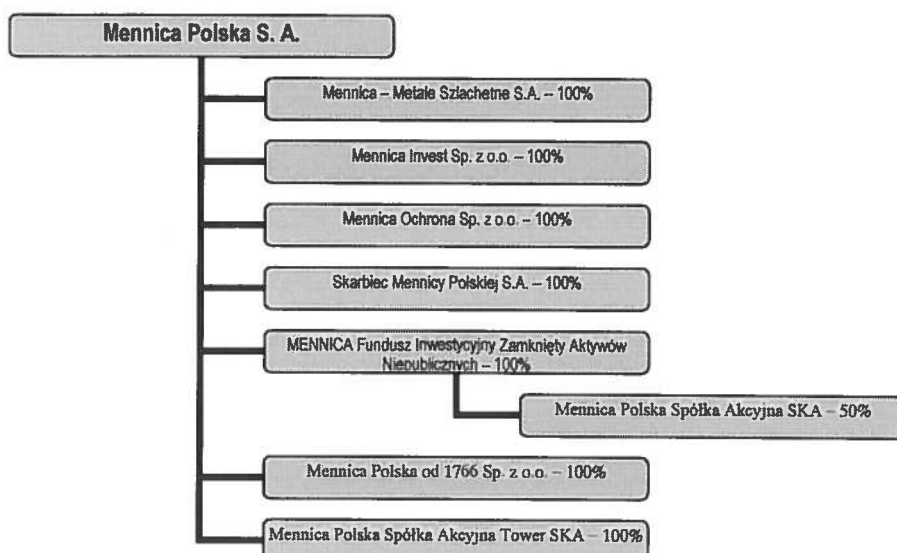 Mennica Polska S. A.
Mennica – Metale Szlachetne S.A. – 100%
Mennica Invest Sp. z o.o. – 100%
Mennica Ochrona Sp. z o.o. – 100%
Skarbiec Mennicy Polskiej S.A. – 100%
MENNICA Fundusz Inwestycyjny Zamknięty Aktywów
Niepublicznych – 100%
Mennica Polska Spółka Akcyjna SKA – 50%
Mennica Polska od 1766 Sp. z o.o. – 100%
Mennica Polska Spółka Akcyjna Tower SKA – 100%